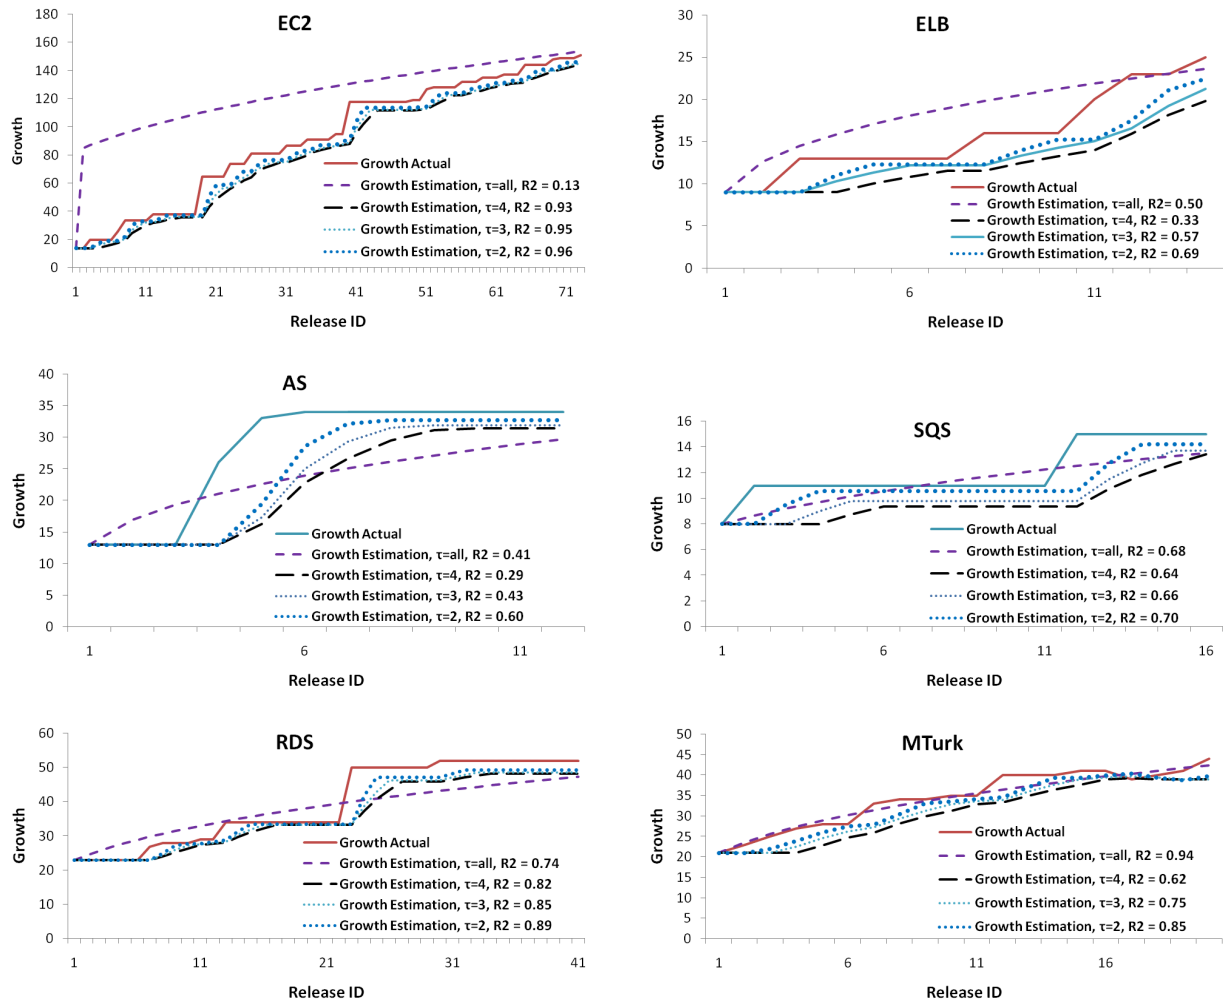 EC2
Growth
180
160
140
120
100
80
60
40
20
0
Growth Actual
Growth Estimation, τ=all, R2 = 0.13
Growth Estimation, τ=4, R2 = 0.93
Growth Estimation, τ=3, R2 = 0.95
Growth Estimation, τ=2, R2 = 0.96
1 11 21 31 41 51 61 71
Release ID
ELB
Growth
30
25
20
15
10
5
0
Growth Actual
Growth Estimation, τ=all, R2= 0.50
Growth Estimation, τ=4, R2 = 0.33
Growth Estimation, τ=3, R2 = 0.57
Growth Estimation, τ=2, R2 = 0.69
1 6 11
Release ID
AS
Growth
40
35
30
25
20
15
10
5
0
Growth Actual
Growth Estimation, τ=all, R2 = 0.41
Growth Estimation, τ=4, R2 = 0.29
Growth Estimation, τ=3, R2 = 0.43
Growth Estimation, τ=2, R2 = 0.60
1 6 11
Release ID
SQS
Growth
16
14
12
10
8
6
4
2
0
Growth Actual
Growth Estimation, τ=all, R2 = 0.68
Growth Estimation, τ=4, R2 = 0.64
Growth Estimation, τ=3, R2 = 0.66
Growth Estimation, τ=2, R2 = 0.70
1 6 11 16
Release ID
RDS
Growth
60
50
40
30
20
10
0
Growth Actual
Growth Estimation, τ=all, R2 = 0.74
Growth Estimation, τ=4, R2 = 0.82
Growth Estimation, τ=3, R2 = 0.85
Growth Estimation, τ=2, R2 = 0.89
1 11 21 31 41
Release ID
MTurk
Growth
50
45
40
35
30
25
20
15
10
5
0
Growth Actual
Growth Estimation, τ=all, R2 = 0.94
Growth Estimation, τ=4, R2 = 0.62
Growth Estimation, τ=3, R2 = 0.75
Growth Estimation, τ=2, R2 = 0.85
1 6 11 16
Release ID